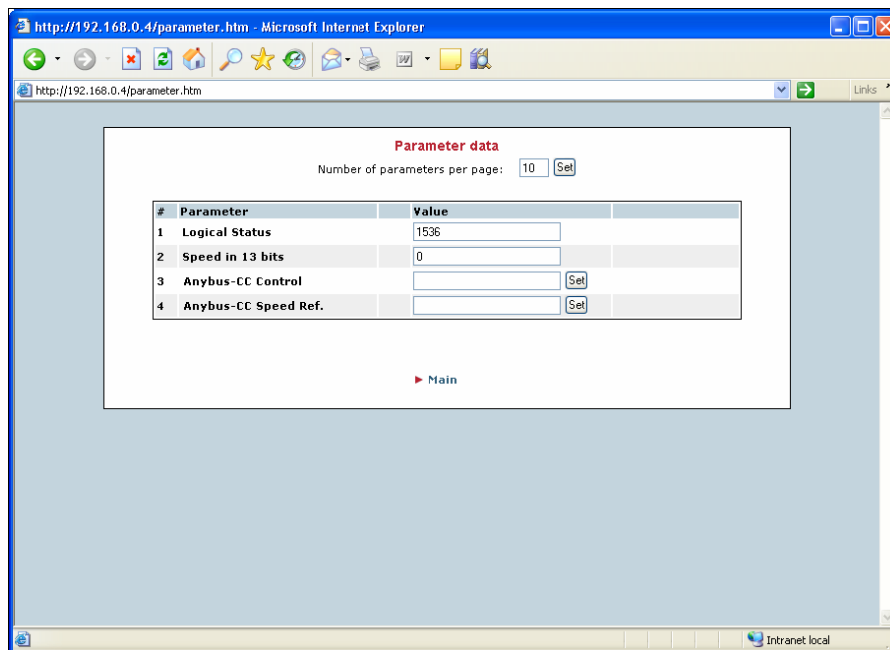 http://192.168.0.4/parameter.htm - Microsoft Internet Explorer
http://192.168.0.4/parameter.htm Links
Parameter data
Number of parameters per page: 10 Set
# Parameter Value
1 Logical Status 1536
2 Speed in 13 bits 0
3 Anybus-CC Control Set
4 Anybus-CC Speed Ref. Set
Main
Intranet local